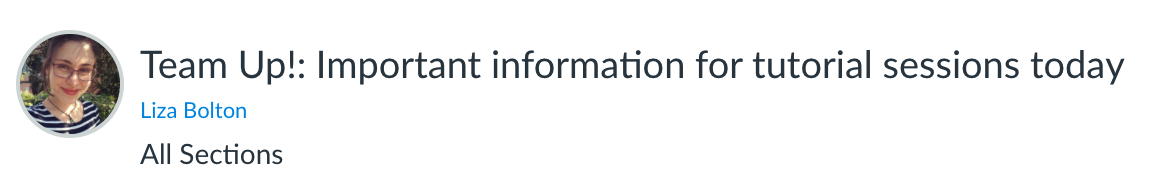 Team Up!: Important information for tutorial sessions today
Liza Bolton
All Sections